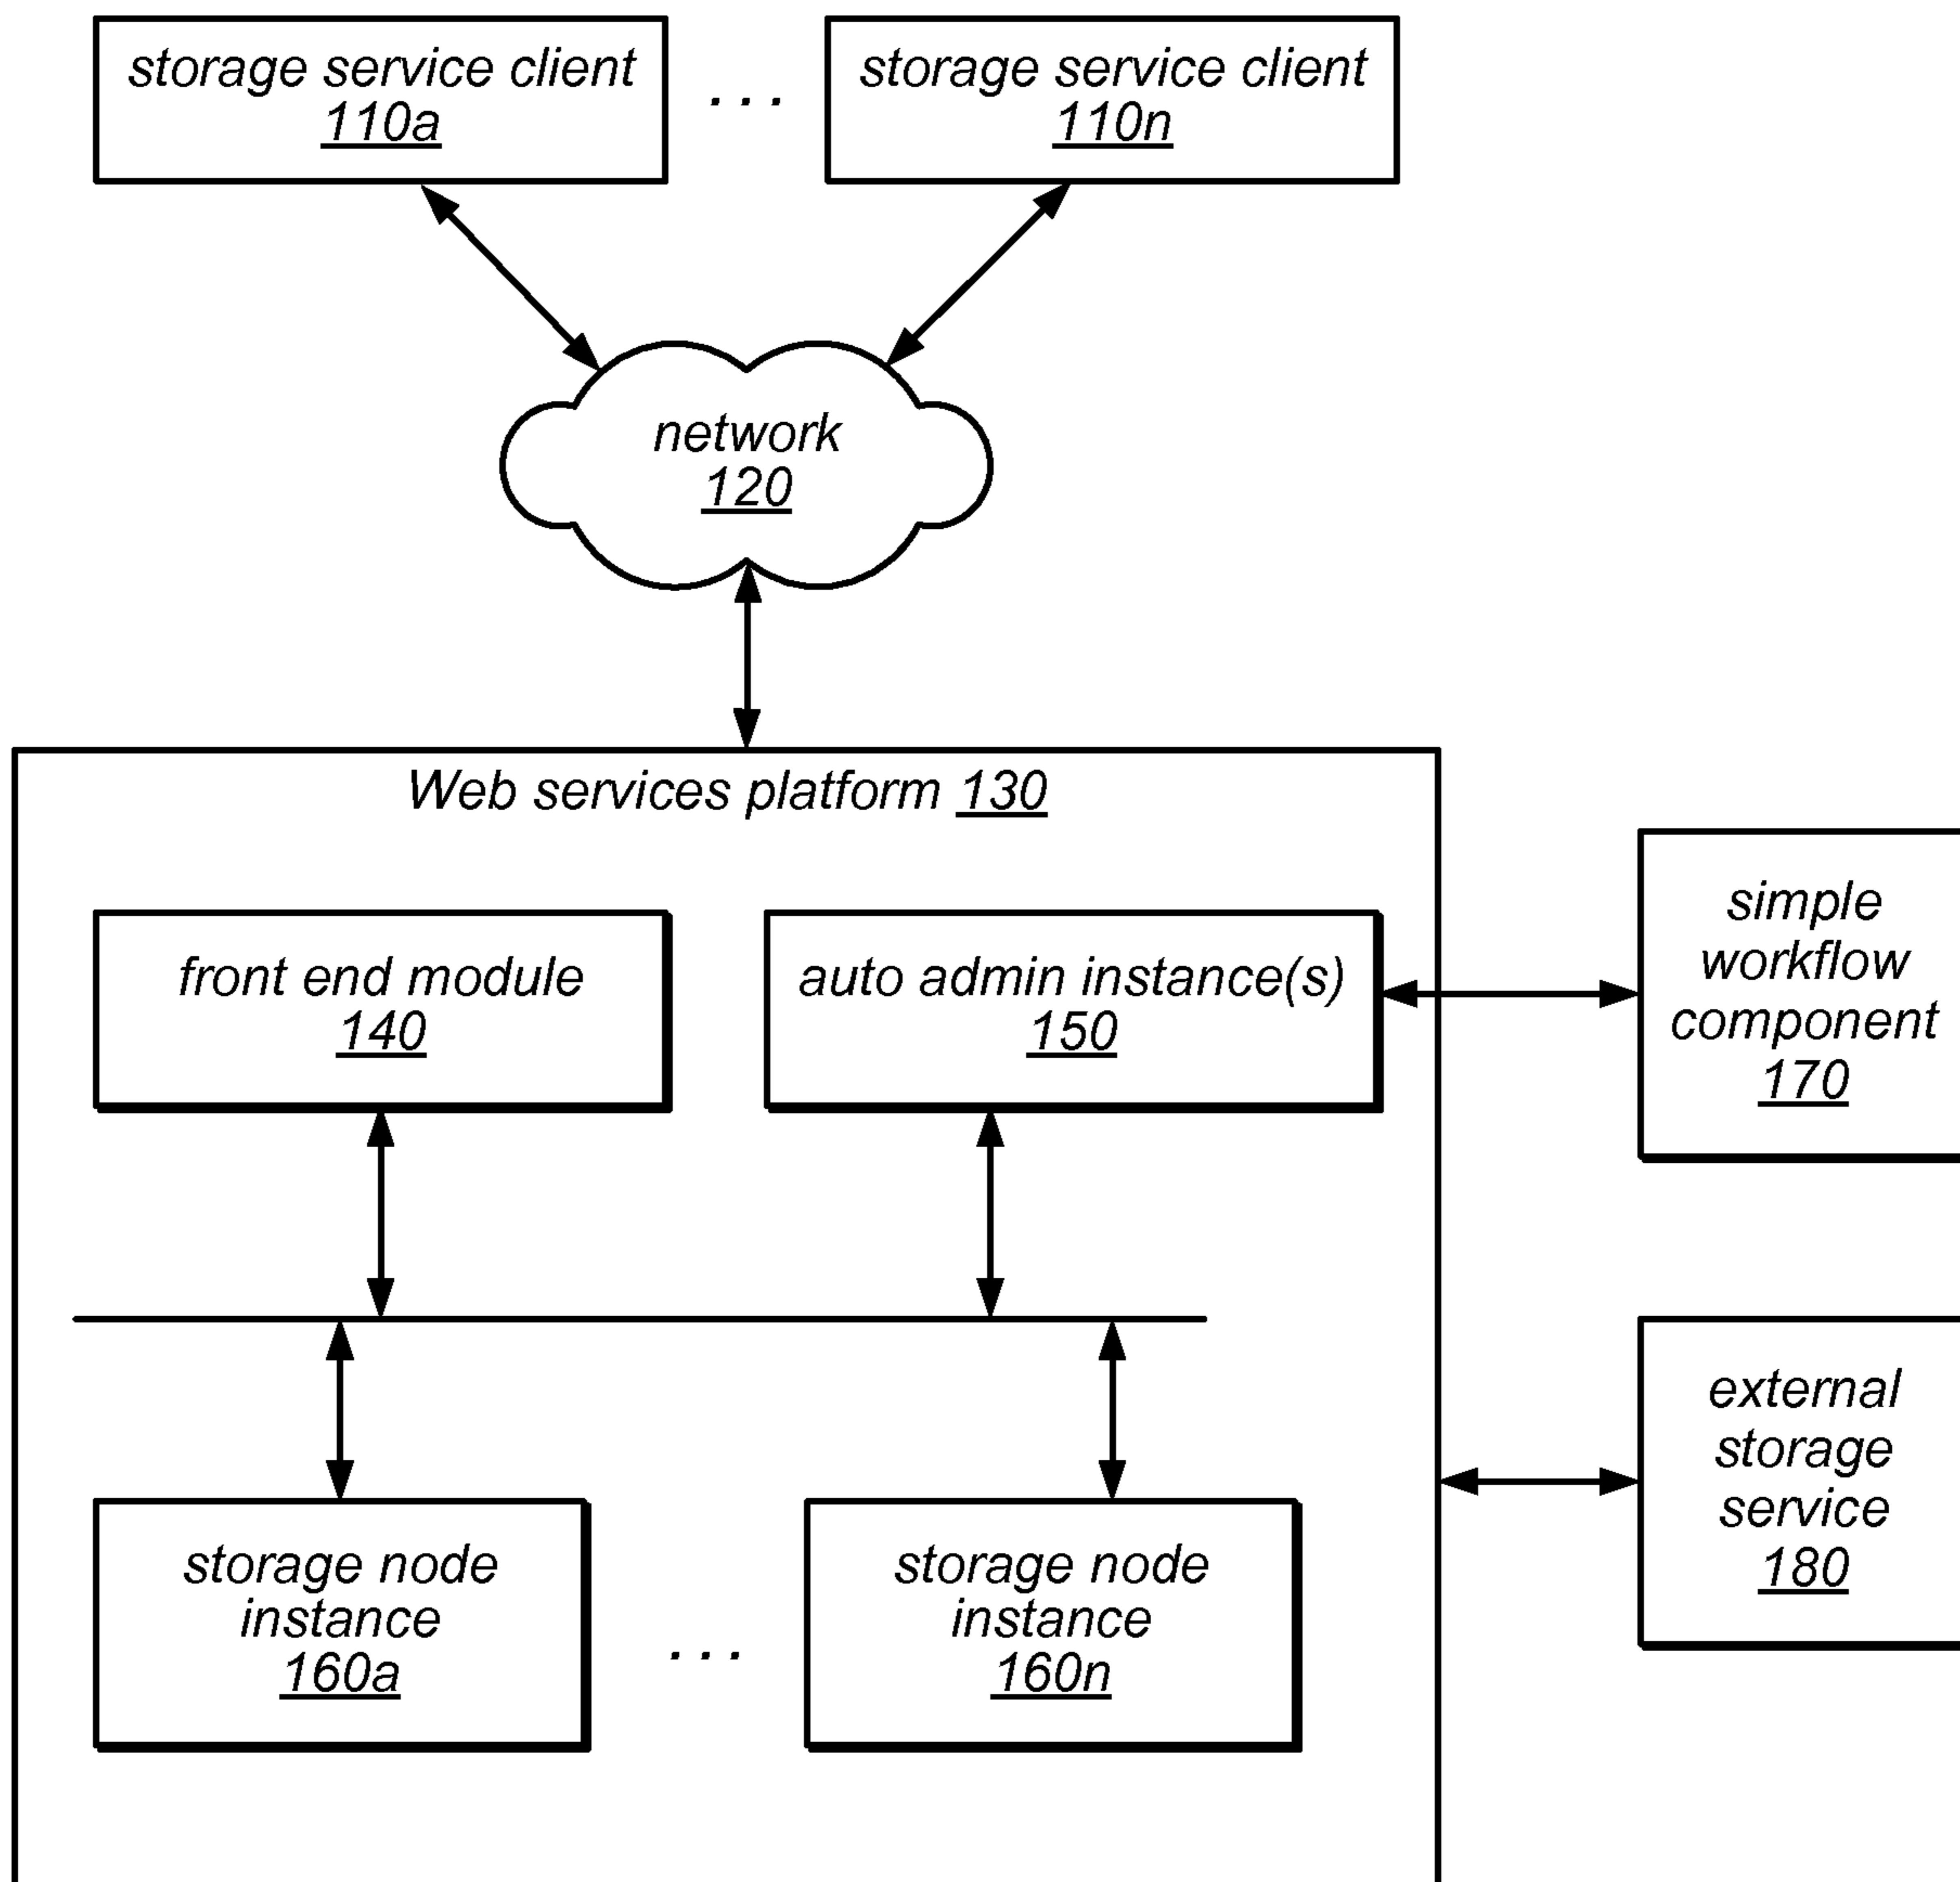 storage service client
110a
. . .
storage service client
110n
network
120
Web services platform 130
front end module
140
auto admin instance(s)
150
simple
workflow
component
170
external
storage
service
180
storage node
instance
160a
. . .
storage node
instance
160n